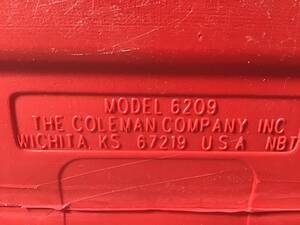 MODEL 6209
THE COLEMAN COMPANY INC
WICHITA KS 67219 U S A NBT